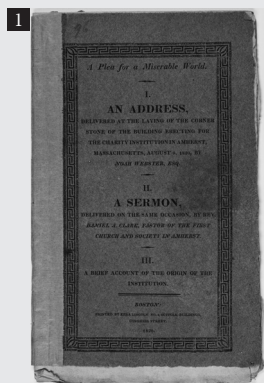 1
A Plea for a Miserable World.
I.
AN ADDRESS,
DELIVERED AT THE LAYING OF THE CORNER
STONE OF THE BUILDING ERECTING FOR
THE CHARITY INSTITUTION IN AMHERST,
MASSACHUSETTS, AUGUST 9, 1820, BY
NOAH WEBSTER, ESQ.
II.
A SERMON,
DELIVERED ON THE SAME OCCASION, BY REV.
DANIEL A. CLARK, PASTOR OF THE FIRST
CHURCH AND SOCIETY IN AMHERST.
III.
A BRIEF ACCOUNT OF THE ORIGIN OF THE
INSTITUTION.
BOSTON:
PRINTED BY
1820.